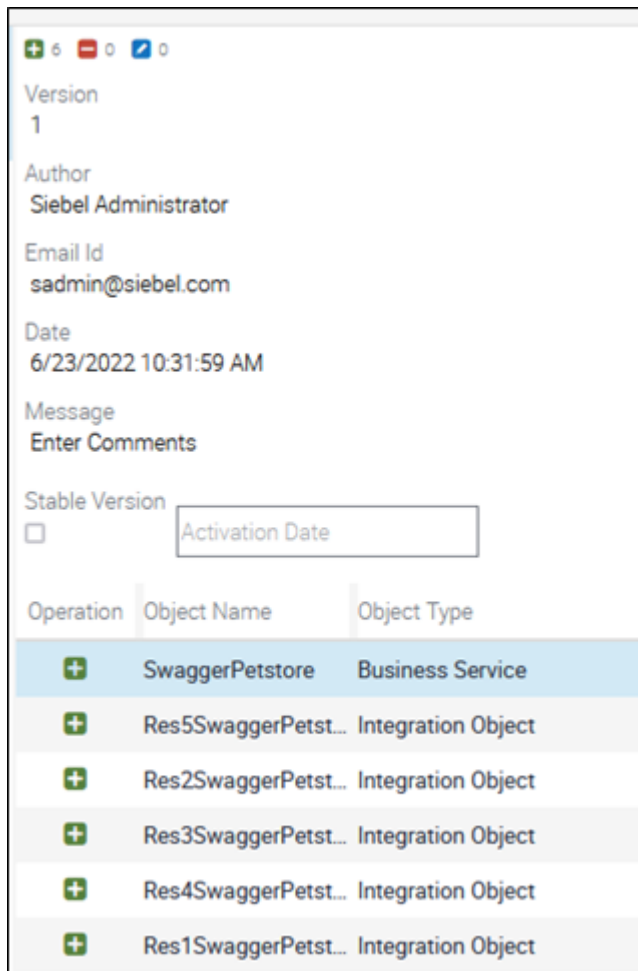 6 0 0
Version
1
Author
Siebel Administrator
Email Id
sadmin@siebel.com
Date
6/23/2022 10:31:59 AM
Message
Enter Comments
Stable Version
Activation Date
Operation Object Name Object Type
SwaggerPetstore Business Service
Res5SwaggerPetst... Integration Object
Res2SwaggerPetst... Integration Object
Res3SwaggerPetst... Integration Object
Res4SwaggerPetst... Integration Object
Res1SwaggerPetst... Integration Object